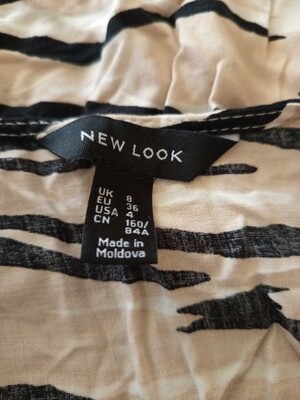 NEW LOOK
UK 8
EU 36
USA 4
CN 160/
84A
Made in
Moldova